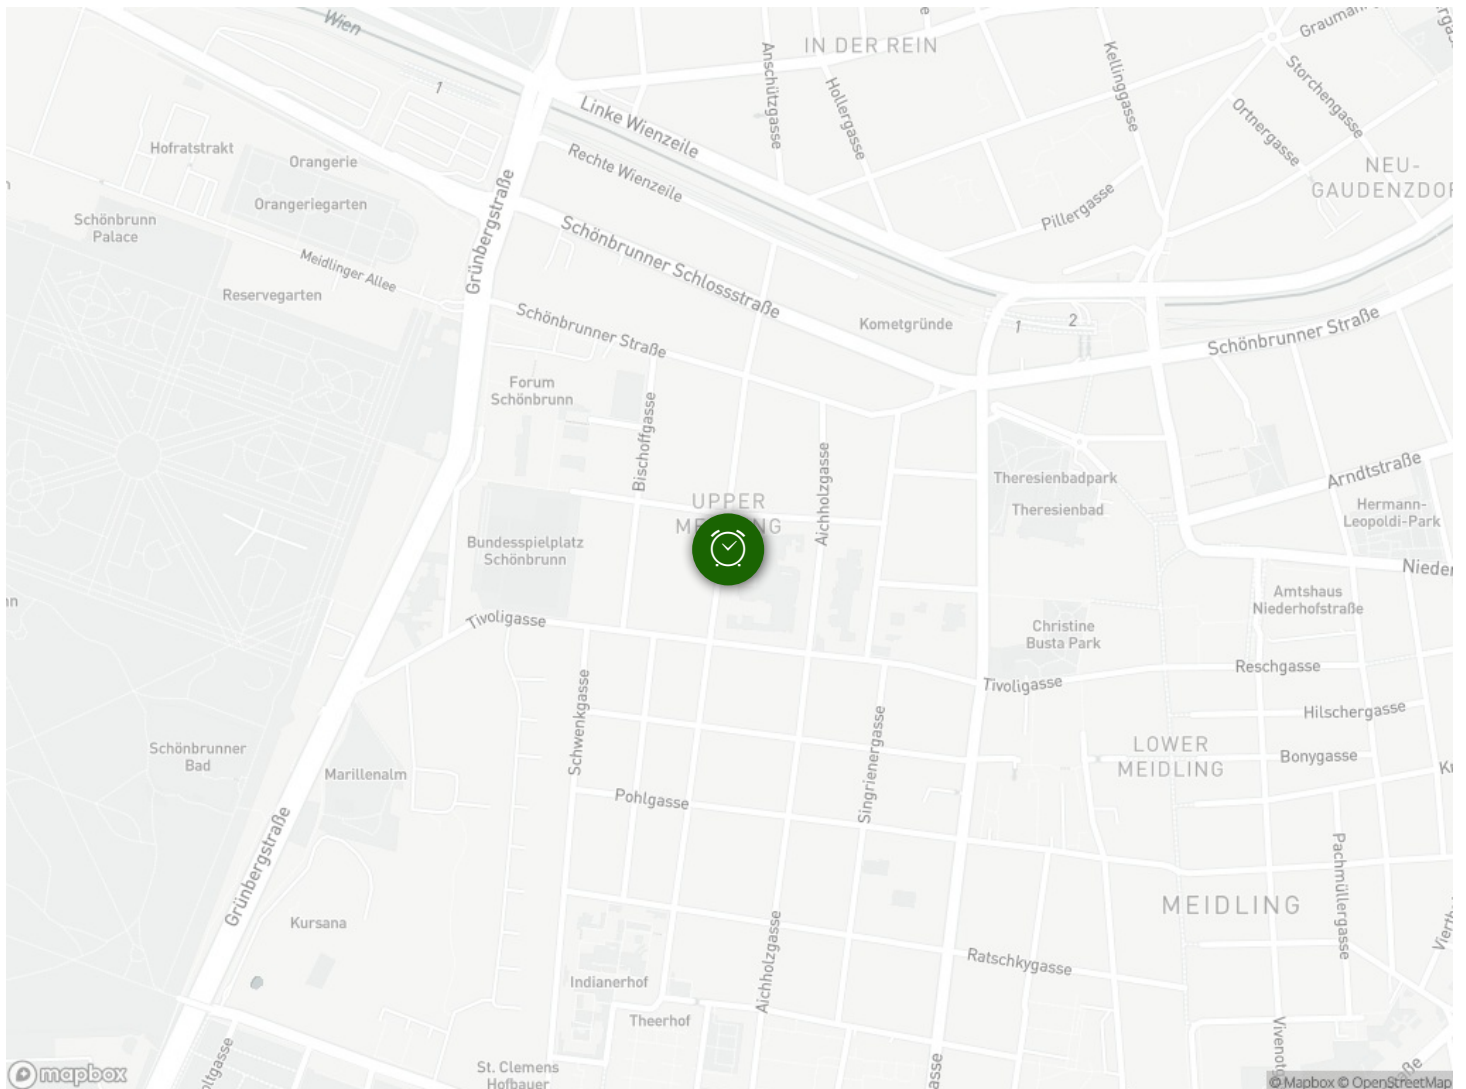 Wien
IN DER REIN
Anschützgasse
Hollergasse
Kellinggasse
Storchengasse
Ortnergasse
1
Linke Wienzeile
Hofratstrakt
Orangerie
Rechte Wienzeile
NEU-
Orangeriegarten
Pillergasse
Schönbrunn
Palace
Grünbergstraße
Schönbrunner Schlossstraße
Meidlinger Allee
Reservegarten
Schönbrunner Straße
Kometgründe
1
2
Schönbrunner Straße
Forum
Schönbrunn
Bischoffgasse
Aichholzgasse
Theresienbadpark
Theresienbad
Arndtstraße
Hermann-
Leopoldi-Park
UPPER
Bundesspielplatz
Schönbrunn
Amtshaus
Niederhofstraße
Tivoligasse
Christine
Busta Park
Reschgasse
Tivoligasse
Hilschergasse
Schwenkgasse
Singrienergasse
Schönbrunner
Bad
Marillenalm
LOWER
MEIDLING
Bonygasse
Pohlgasse
Grünbergstraße
Pachmüllergasse
MEIDLING
Kursana
Aichholzgasse
Ratschkygasse
Indianerhof
Theerhof
St. Clemens
Hofbauer
mapbox
© Mapbox © OpenStreetMap